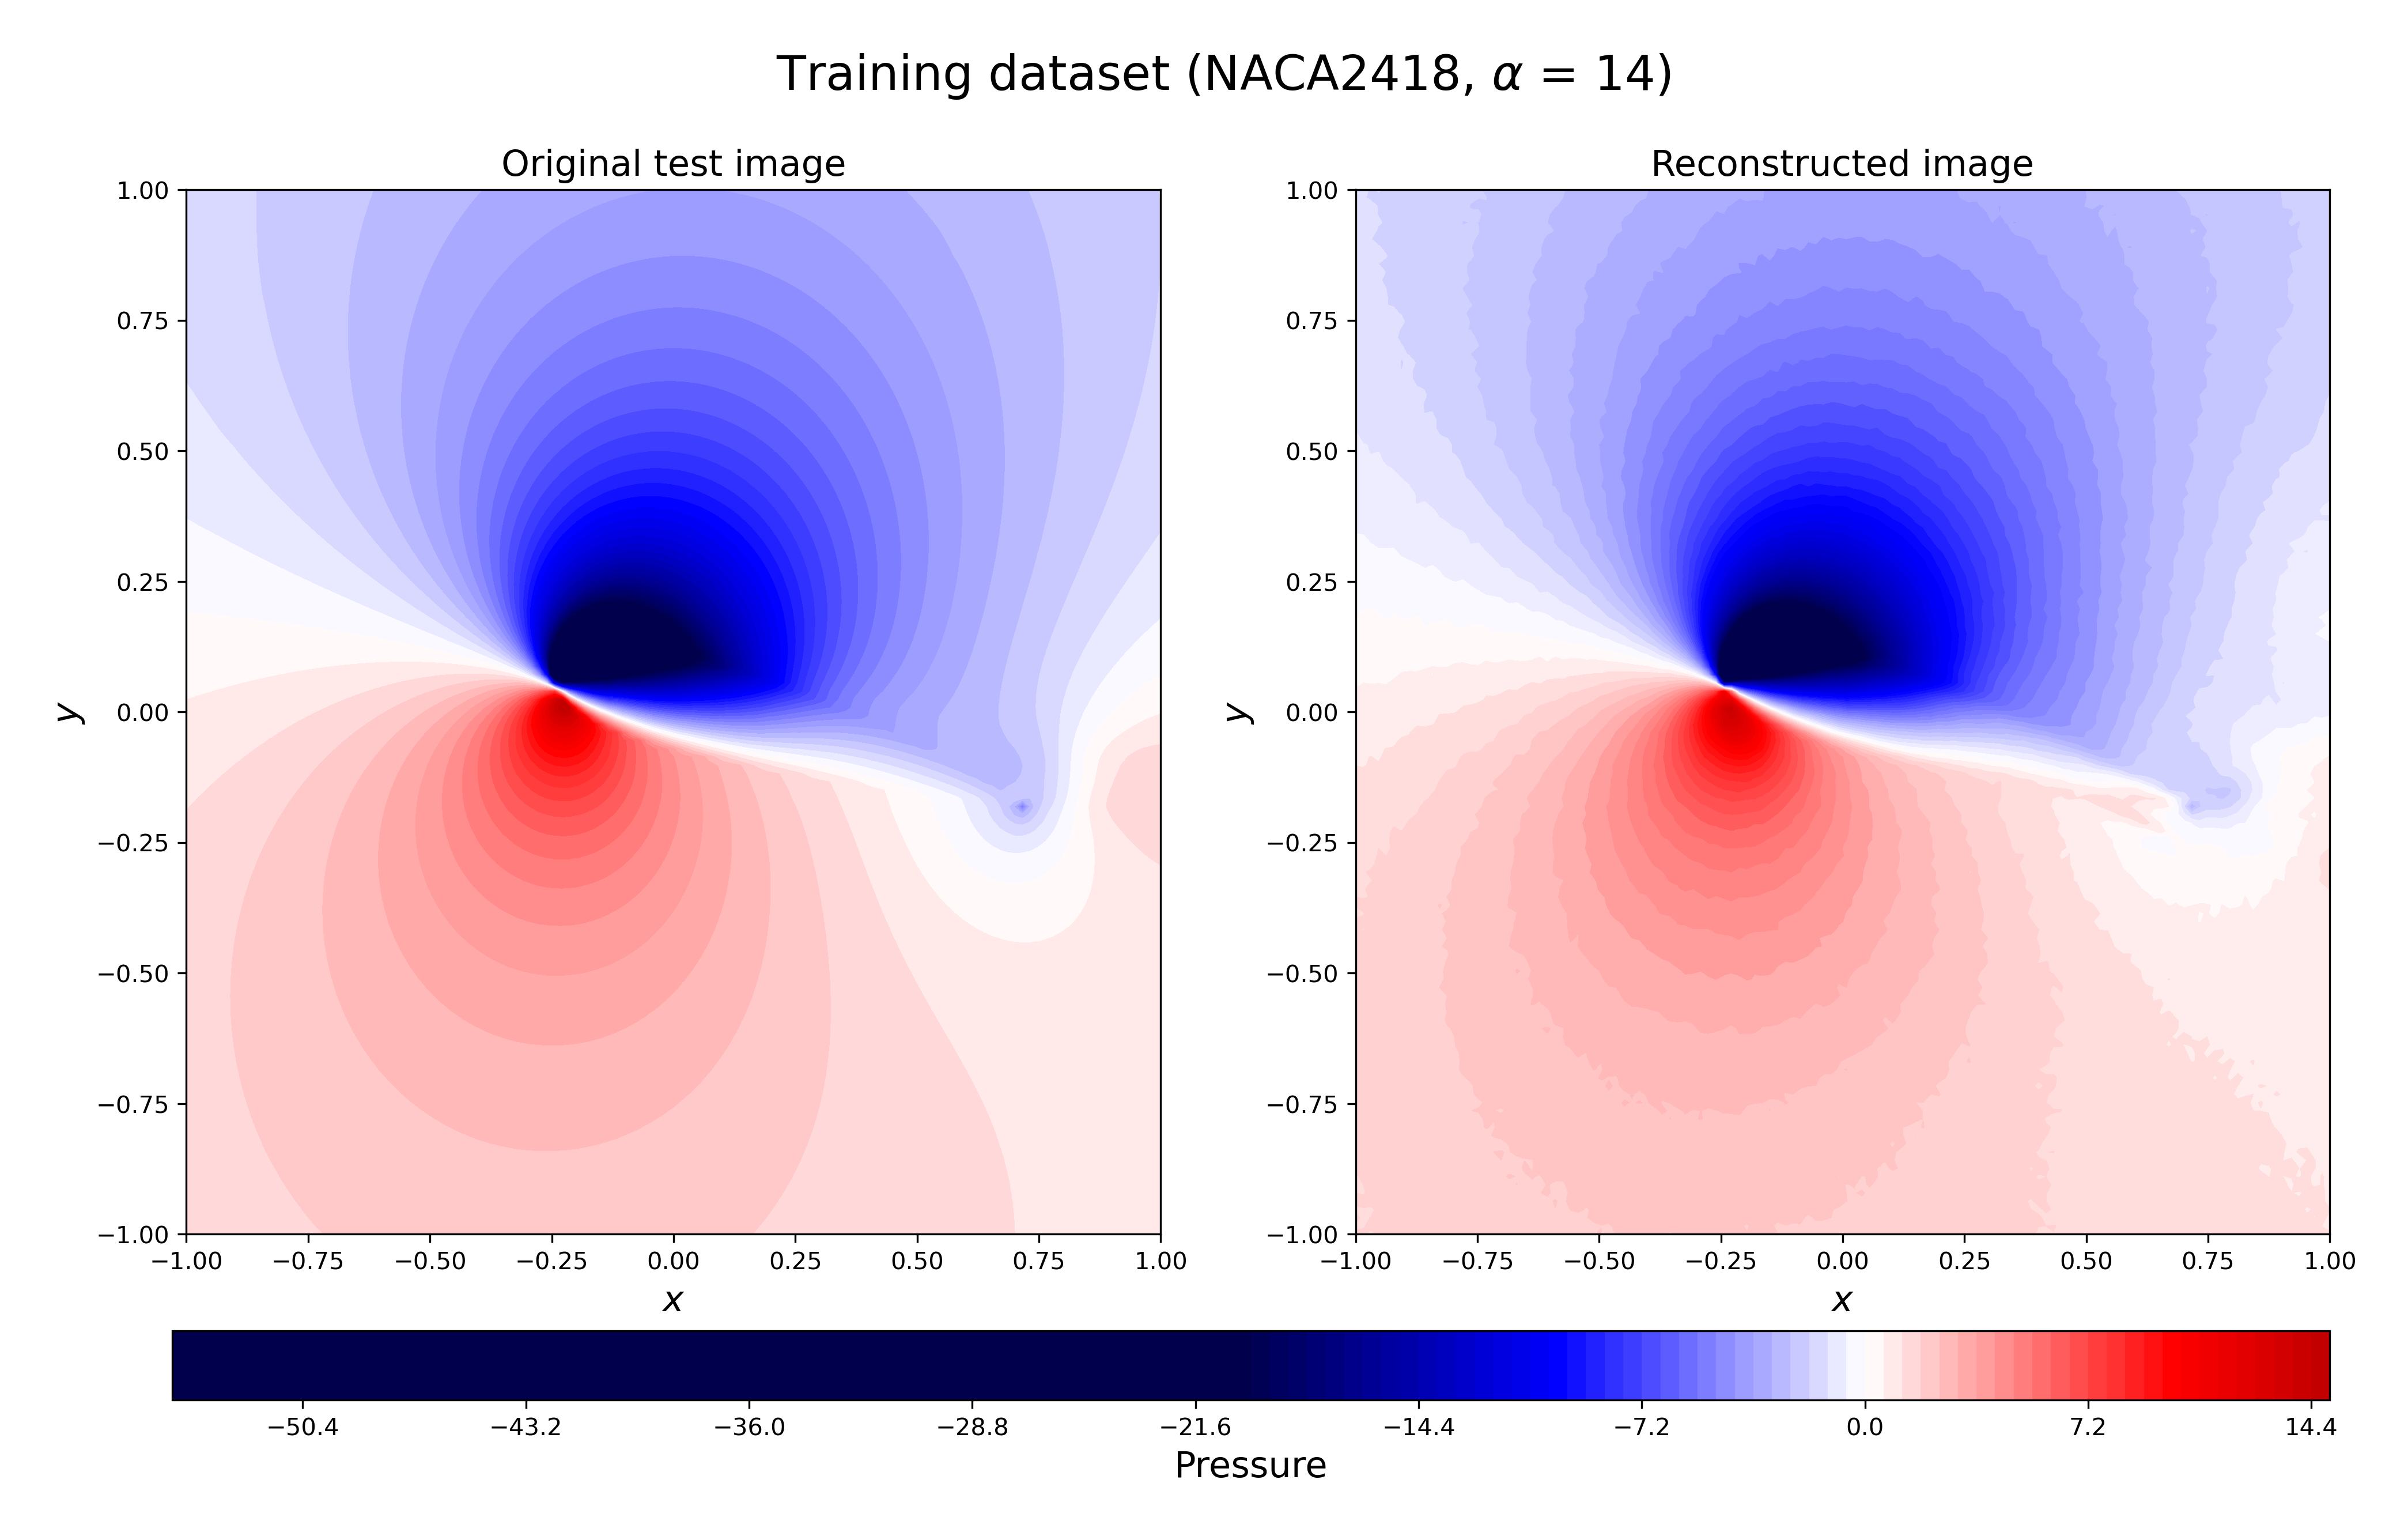 Training dataset (NACA2418, α = 14)
Original test image
Reconstructed image
1.00
0.75
0.50
0.25
0.00
−0.25
−0.50
−0.75
−1.00
y
−1.00 −0.75 −0.50 −0.25 0.00 0.25 0.50 0.75 1.00
x
1.00
0.75
0.50
0.25
0.00
−0.25
−0.50
−0.75
−1.00
y
−1.00 −0.75 −0.50 −0.25 0.00 0.25 0.50 0.75 1.00
x
−50.4 −43.2 −36.0 −28.8 −21.6 −14.4 −7.2 0.0 7.2 14.4
Pressure